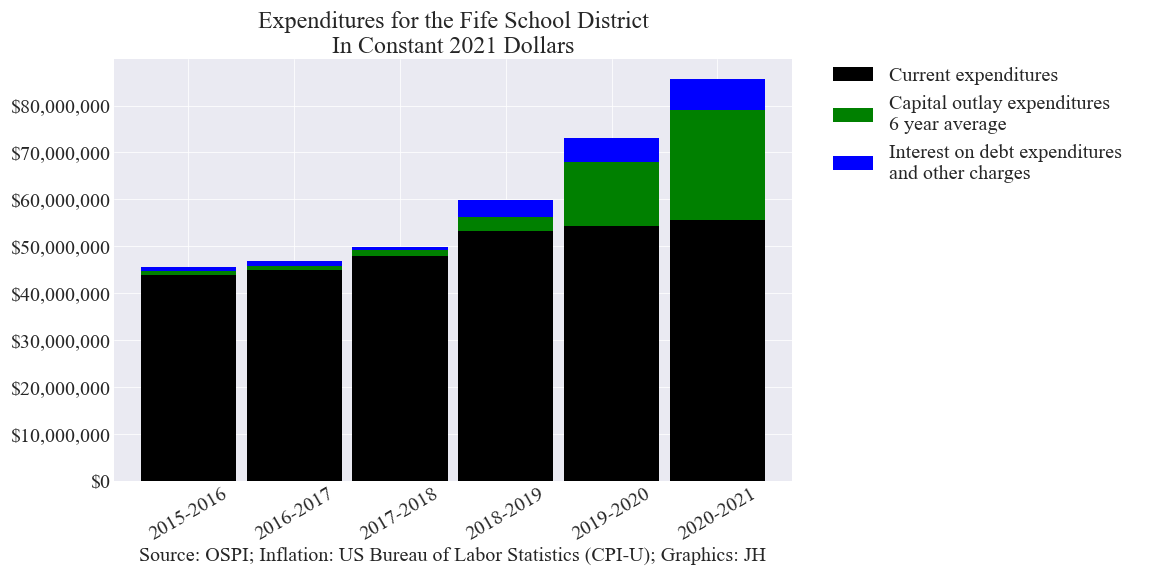 Expenditures for the Fife School District
In Constant 2021 Dollars
Current expenditures
Capital outlay expenditures
6 year average
Interest on debt expenditures
and other charges
$80,000,000
$70,000,000
$60,000,000
$50,000,000
$40,000,000
$30,000,000
$20,000,000
$10,000,000
$0
2015-2016
2016-2017
2017-2018
2018-2019
2019-2020
2020-2021
Source: OSPI; Inflation: US Bureau of Labor Statistics (CPI-U); Graphics: JH